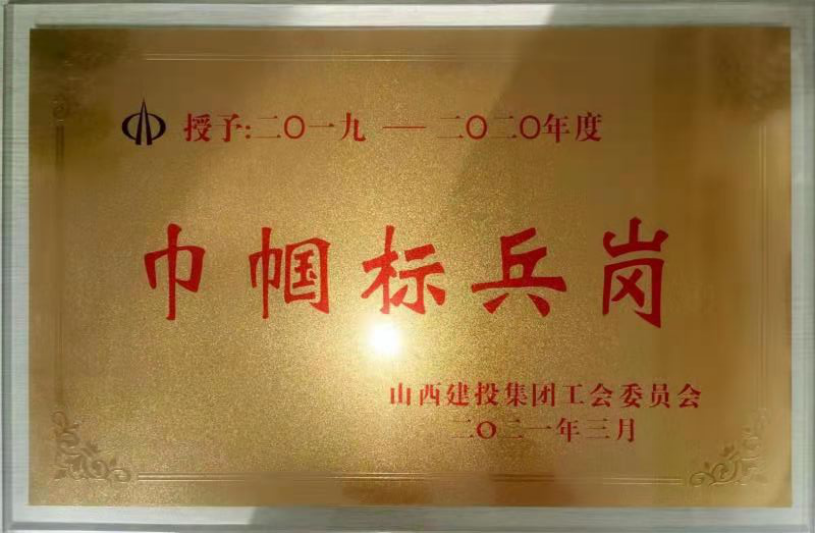 授予:二〇一九 — 二〇二〇年度
巾帼标兵岗
山西建投集团工会委员会
二〇二一年三月